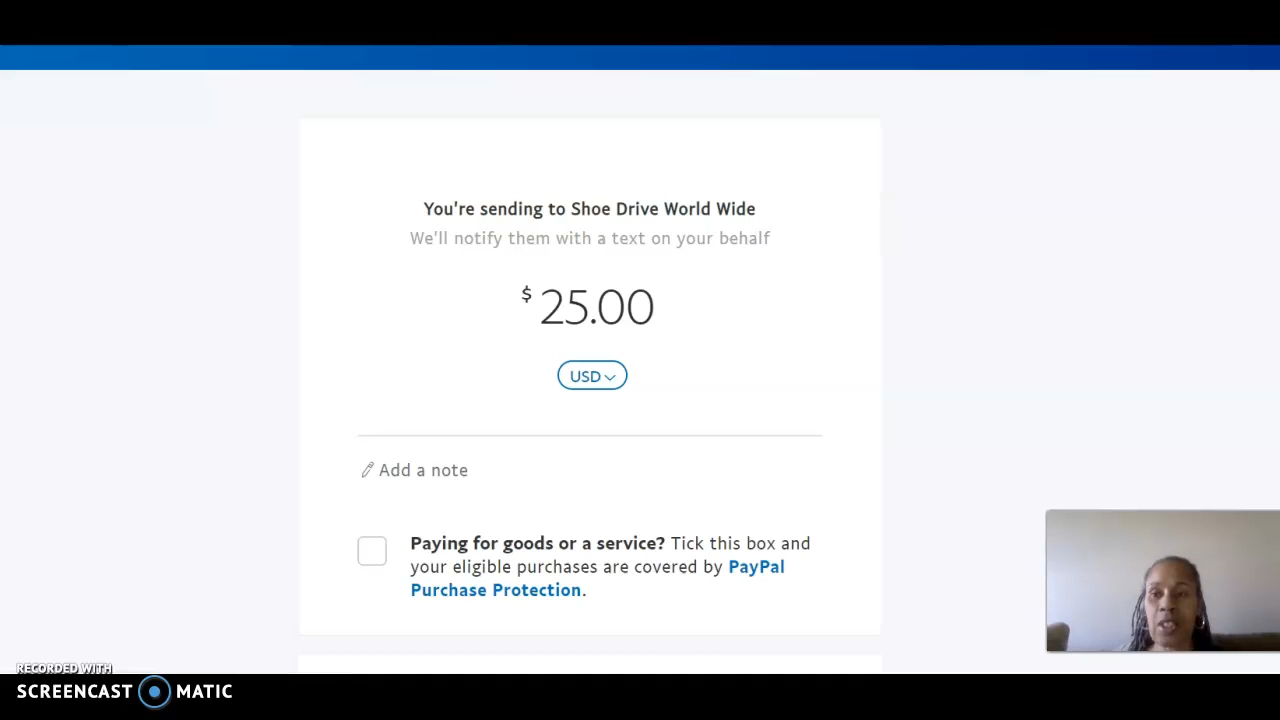 You're sending to Shoe Drive World Wide
We'll notify them with a text on your behalf
$ 25.00
USD
Add a note
Paying for goods or a service? Tick this box and
your eligible purchases are covered by PayPal
Purchase Protection.
RECORDED WITH
SCREENCAST MATIC